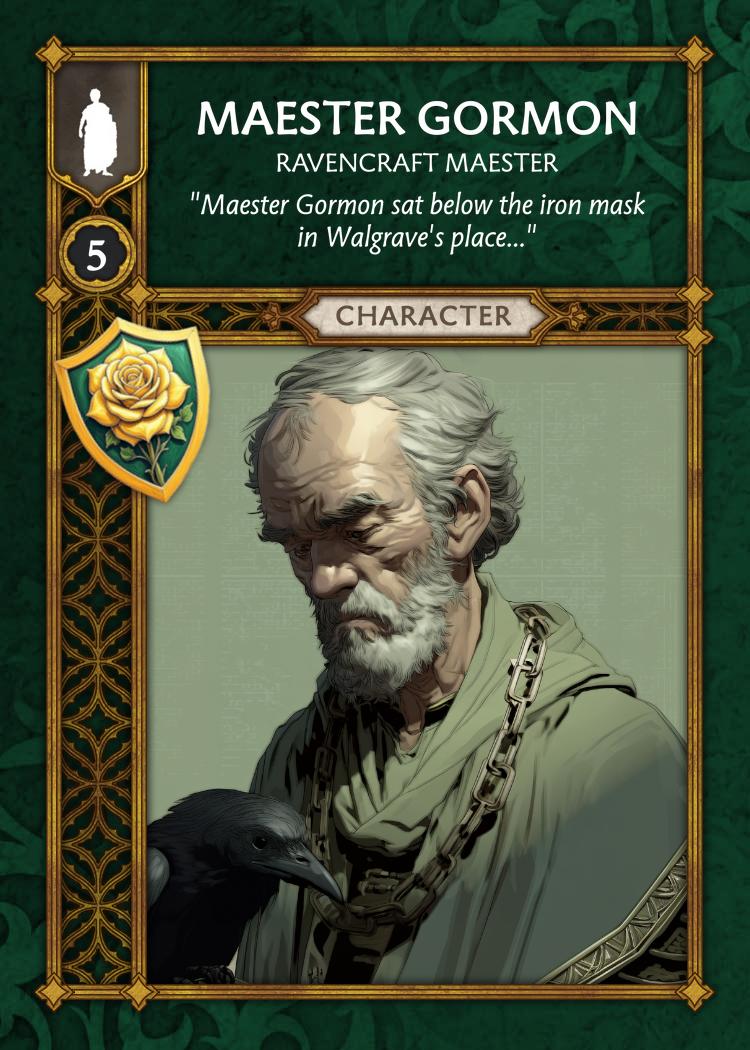 MAESTER GORMON
RAVENCRAFT MAESTER
"Maester Gormon sat below the iron mask
in Walgrave's place..."
5
CHARACTER